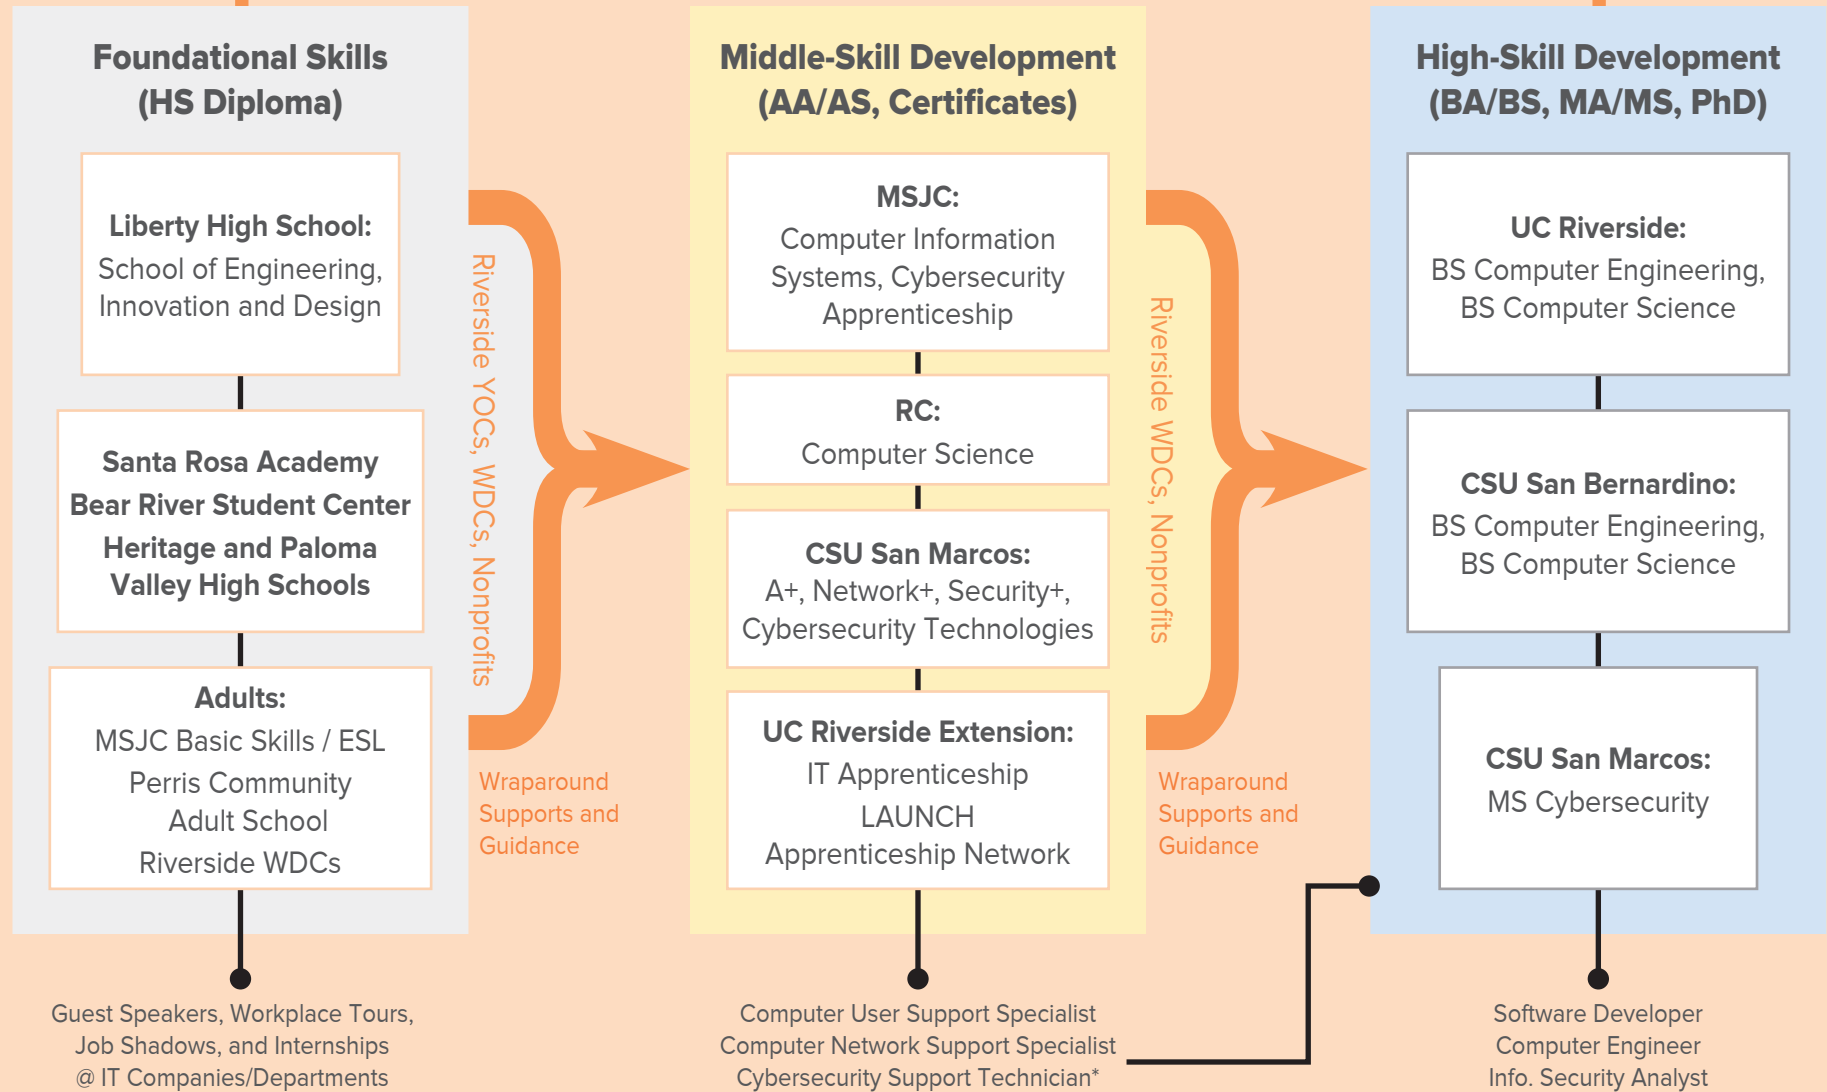 Foundational Skills
(HS Diploma)
Liberty High School:
School of Engineering,
Innovation and Design
Santa Rosa Academy
Bear River Student Center
Heritage and Paloma
Valley High Schools
Adults:
MSJC Basic Skills / ESL
Perris Community
Adult School
Riverside WDCs
Guest Speakers, Workplace Tours,
Job Shadows, and Internships
@ IT Companies/Departments
Riverside YOCs, WDCs, Nonprofits
Wraparound
Supports and
Guidance
Middle-Skill Development
(AA/AS, Certificates)
MSJC:
Computer Information
Systems, Cybersecurity
Apprenticeship
RC:
Computer Science
CSU San Marcos:
A+, Network+, Security+,
Cybersecurity Technologies
UC Riverside Extension:
IT Apprenticeship
LAUNCH
Apprenticeship Network
Computer User Support Specialist
Computer Network Support Specialist
Cybersecurity Support Technician*
Riverside WDCs, Nonprofits
Wraparound
Supports and
Guidance
High-Skill Development
(BA/BS, MA/MS, PhD)
UC Riverside:
BS Computer Engineering,
BS Computer Science
CSU San Bernardino:
BS Computer Engineering,
BS Computer Science
CSU San Marcos:
MS Cybersecurity
Software Developer
Computer Engineer
Info. Security Analyst